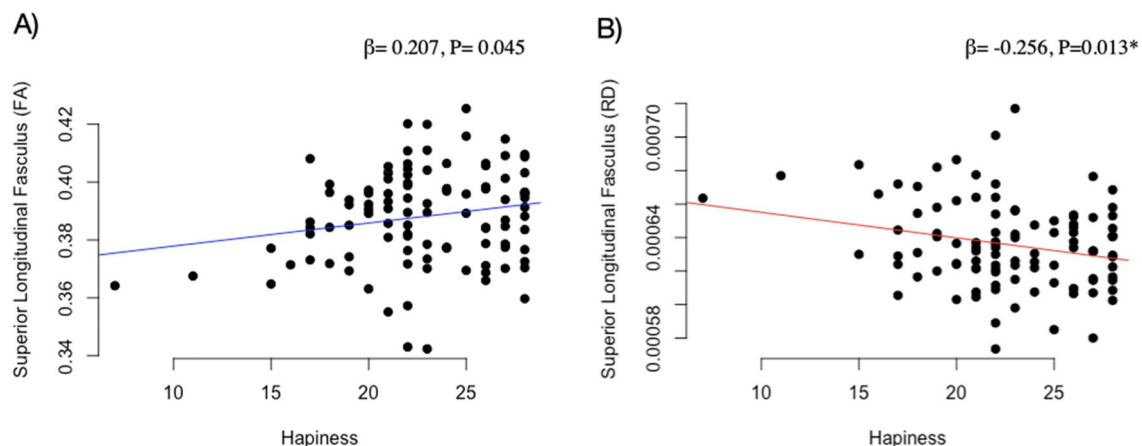 A)
β= 0.207, P= 0.045
Superior Longitudinal Fasculus (FA)
0.42
0.40
0.38
0.36
0.34
10 15 20 25
Hapiness
B)
β= -0.256, P=0.013*
Superior Longitudinal Fasculus (RD)
0.00070
0.00064
0.00058
10 15 20 25
Hapiness